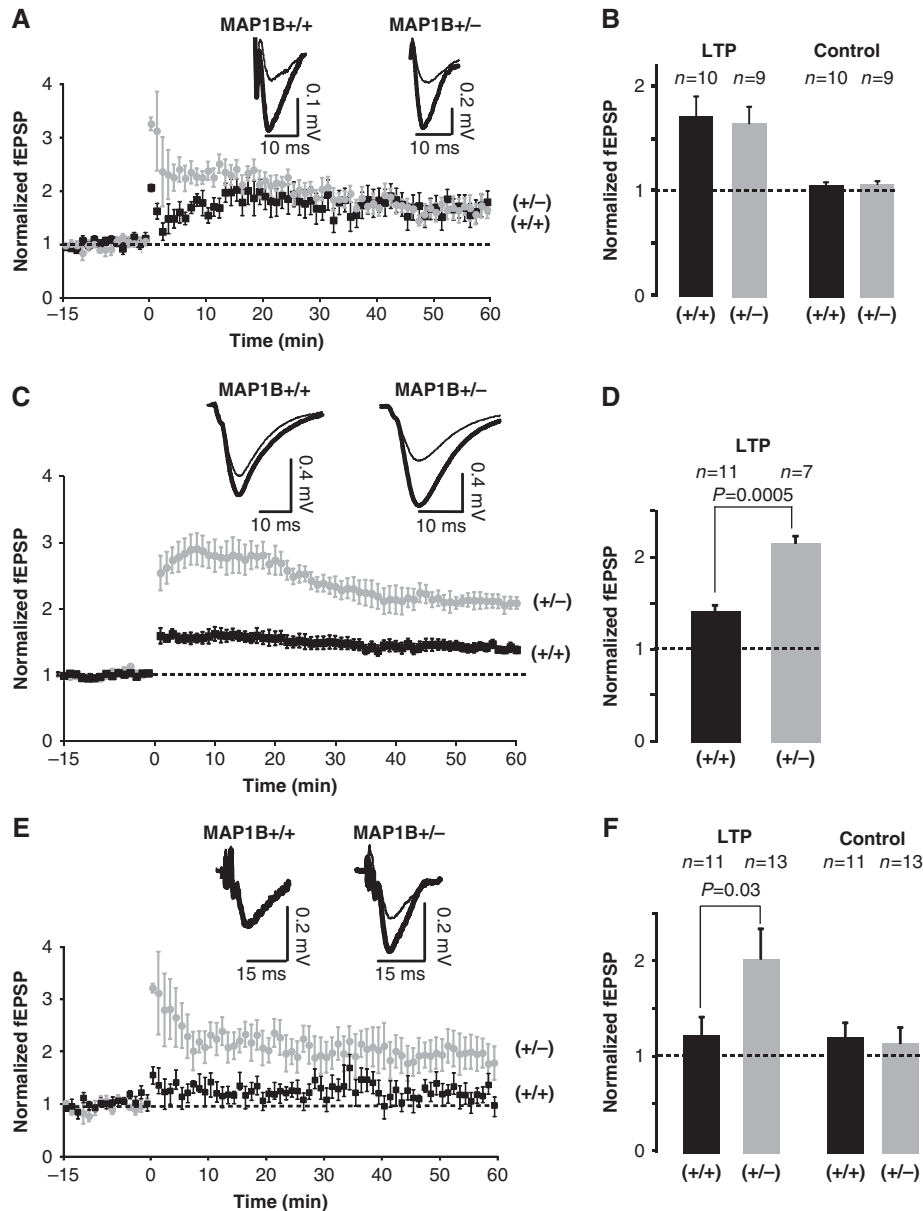 A
MAP1B+/+
MAP1B+/–
0.1 mV
10 ms
0.2 mV
10 ms
Normalized fEPSP
4
3
2
1
0
(+/–)
(+/+)
–15
0
10
20
30
40
50
60
Time (min)
B
LTP
Control
n=10
n=9
n=10
n=9
Normalized fEPSP
2
1
0
(+/+)
(+/–)
(+/+)
(+/–)
C
MAP1B+/+
MAP1B+/–
0.4 mV
10 ms
0.4 mV
10 ms
Normalized fEPSP
4
3
2
1
0
(+/–)
(+/+)
–15
0
10
20
30
40
50
60
Time (min)
D
LTP
n=11
n=7
P=0.0005
Normalized fEPSP
2
1
0
(+/+)
(+/–)
E
MAP1B+/+
MAP1B+/–
0.2 mV
15 ms
0.2 mV
15 ms
Normalized fEPSP
4
3
2
1
0
(+/–)
(+/+)
–15
0
10
20
30
40
50
60
Time (min)
F
LTP
Control
n=11
n=13
n=11
n=13
P=0.03
Normalized fEPSP
2
1
0
(+/+)
(+/–)
(+/+)
(+/–)